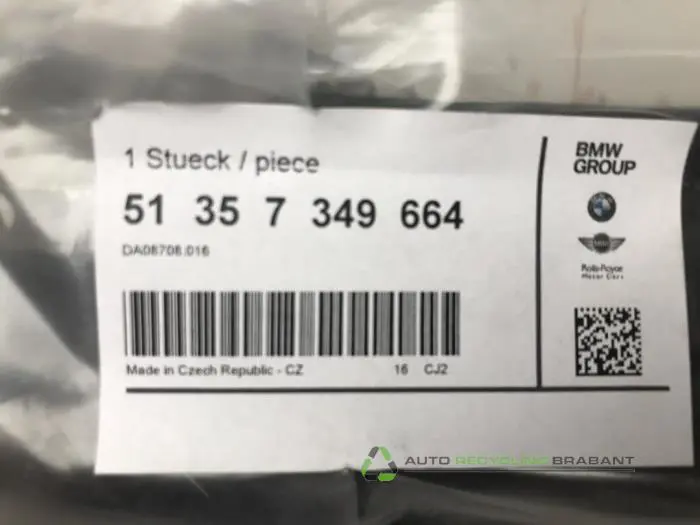 1 Stueck / piece
51 35 7 349 664
DA08708.016
Made in Czech Republic - CZ 16 CJ2
BMW
GROUP
Rolls-Royce
Motor Cars
AUTO RECYCLING BRABANT